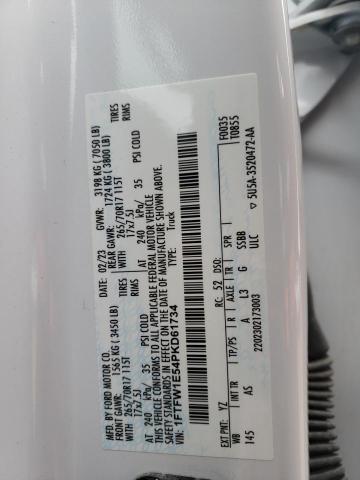 MFD. BY FORD MOTOR CO.
DATE: 02/23 GVWR: 3198 KG (7050 LB)
FRONT GAWR: 1565 KG (3450 LB) REAR GAWR: 1724 KG (3800 LB)
WITH 265/70R17 115T TIRES WITH 265/70R17 115T TIRES
17x7.5J RIMS 17x7.5J RIMS
AT 240 kPa/ 35 PSI COLD AT 240 kPa/ 35 PSI COLD
THIS VEHICLE CONFORMS TO ALL APPLICABLE FEDERAL MOTOR VEHICLE
SAFETY STANDARDS IN EFFECT ON THE DATE OF MANUFACTURE SHOWN ABOVE.
VIN: 1FTFW1E54PKD61734 Truck
TYPE:
F0035
T0855
EXT PNT: YZ RC: 52 DSO:
WB INT TR TP/PS R AXLE TR SPR
145 AS A L3 G SSBB
ULC
2202302173003 5U5A-3520472-AA